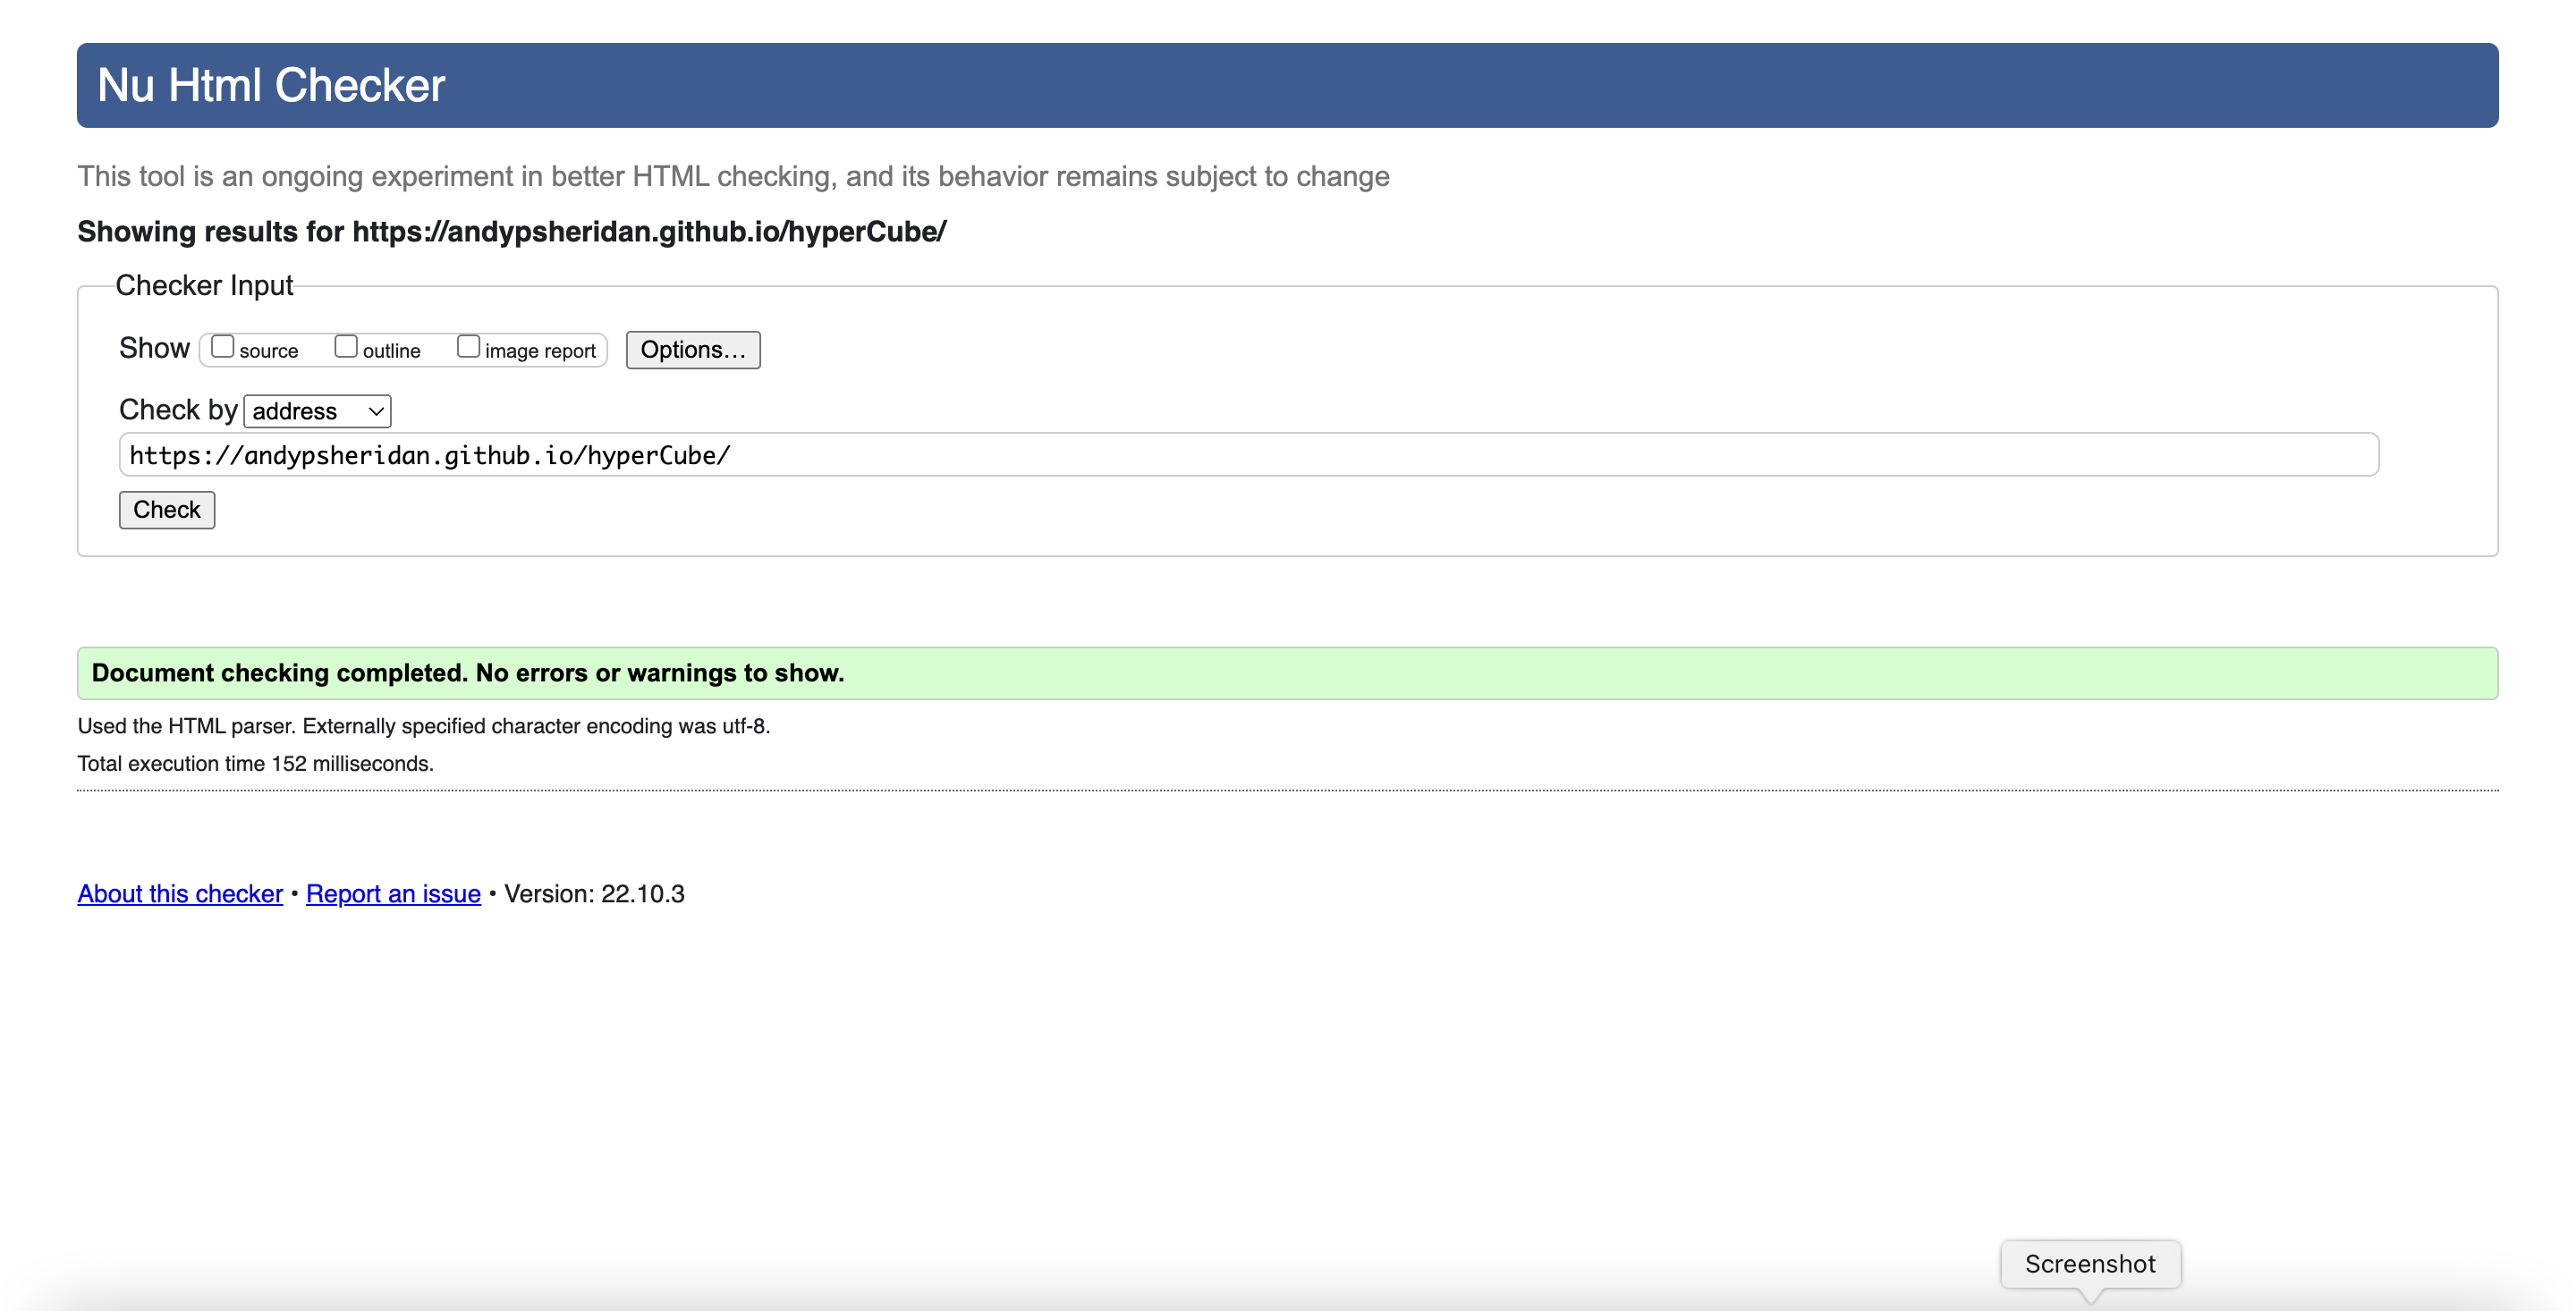 Nu Html Checker
This tool is an ongoing experiment in better HTML checking, and its behavior remains subject to change
Showing results for https://andypsheridan.github.io/hyperCube/
Checker Input
Show source outline image report Options…
Check by address
https://andypsheridan.github.io/hyperCube/
Check
Document checking completed. No errors or warnings to show.
Used the HTML parser. Externally specified character encoding was utf-8.
Total execution time 152 milliseconds.
About this checker • Report an issue • Version: 22.10.3
Screenshot